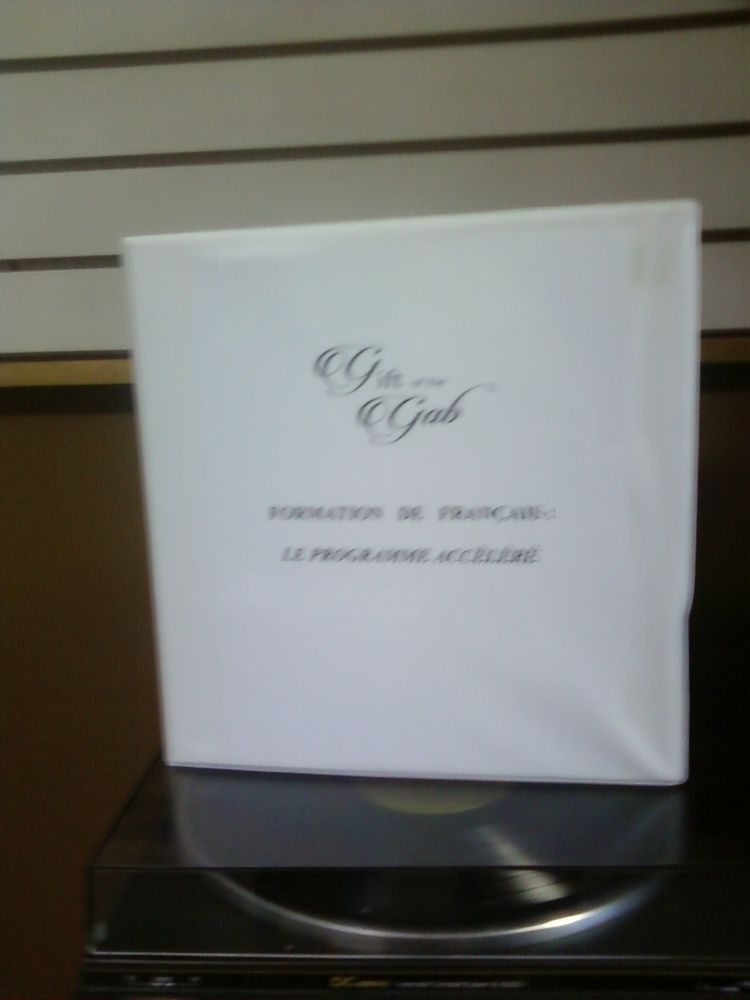 Gift of the
Gab
FORMATION DE FRANÇAIS:
LE PROGRAMME ACCÉLÉRÉ